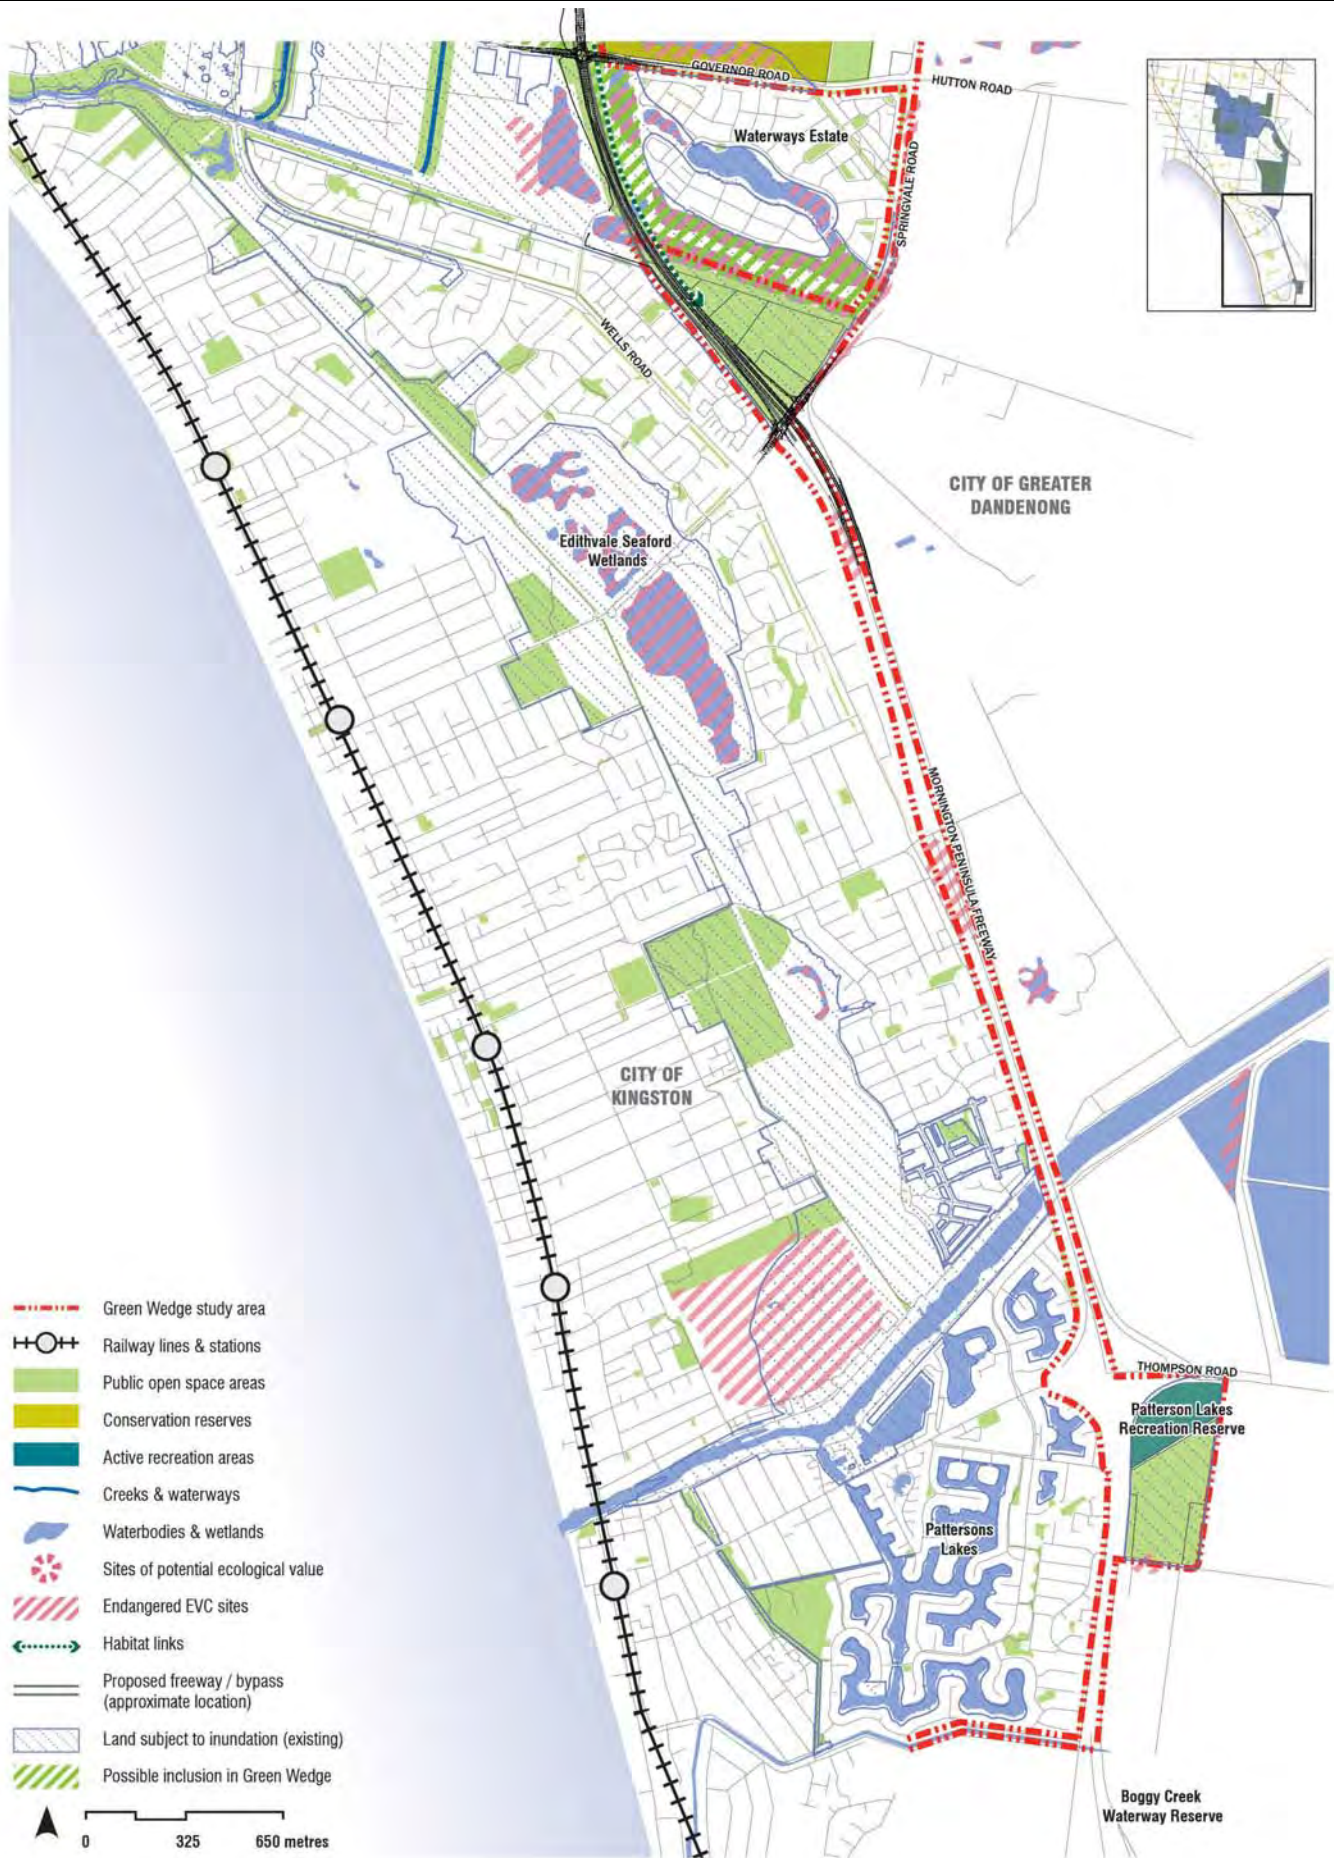 GOVERNOR ROAD
HUTTON ROAD
Waterways Estate
SPRINGVALE ROAD
WELLS ROAD
CITY OF GREATER
DANDENONG
Edithvale Seaford
Wetlands
MORNINGTON PENINSULA FREEWAY
CITY OF
KINGSTON
THOMPSON ROAD
Patterson Lakes
Recreation Reserve
Pattersons
Lakes
Boggy Creek
Waterway Reserve
Green Wedge study area
Railway lines & stations
Public open space areas
Conservation reserves
Active recreation areas
Creeks & waterways
Waterbodies & wetlands
Sites of potential ecological value
Endangered EVC sites
Habitat links
Proposed freeway / bypass
(approximate location)
Land subject to inundation (existing)
Possible inclusion in Green Wedge
0 325 650 metres